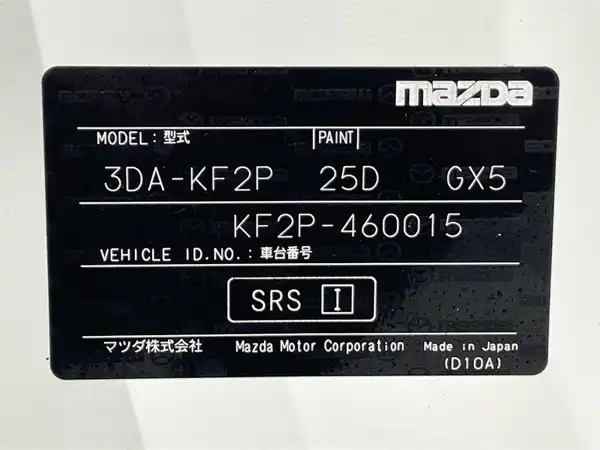 mazda
MODEL : 型式 PAINT
3DA-KF2P 25D GX5
KF2P-460015
VEHICLE ID.NO. : 車台番号
SRS I
マツダ株式会社 Mazda Motor Corporation Made in Japan
(D10A)